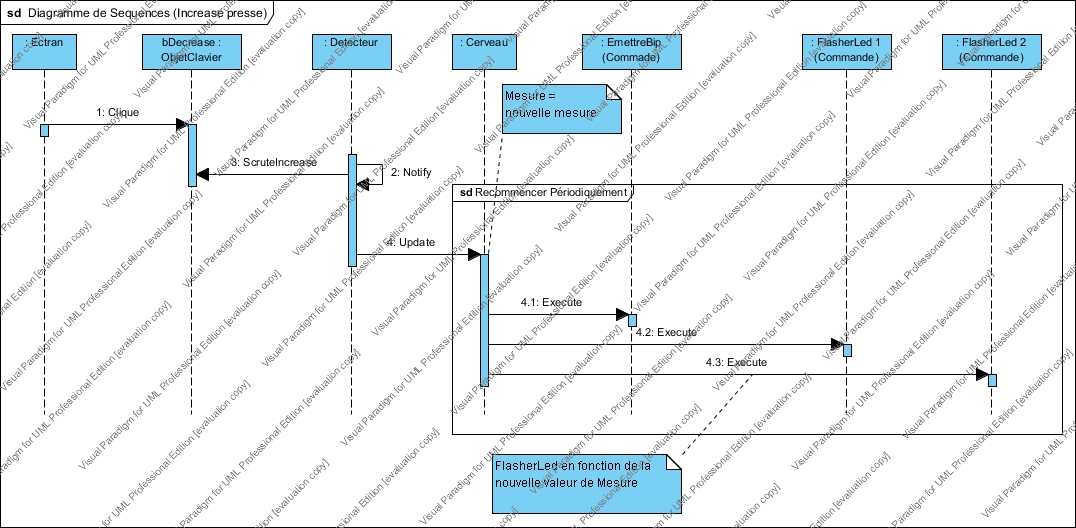 sd Diagramme de Sequences (Increase presse)
: Ectran
bDecrease :
ObjetClavier
: Detecteur
: Cerveau
: EmettreBip
(Commade)
: FlasherLed 1
(Commande)
: FlasherLed 2
(Commande)
Mesure =
nouvelle mesure
1: Clique
3: ScruteIncrease
2: Notify
sd Recommencer Périodiquement
4: Update
4.1: Execute
4.2: Execute
4.3: Execute
FlasherLed en fonction de la
nouvelle valeur de Mesure
Visual Paradigm for UML Professional Edition [evaluation copy]